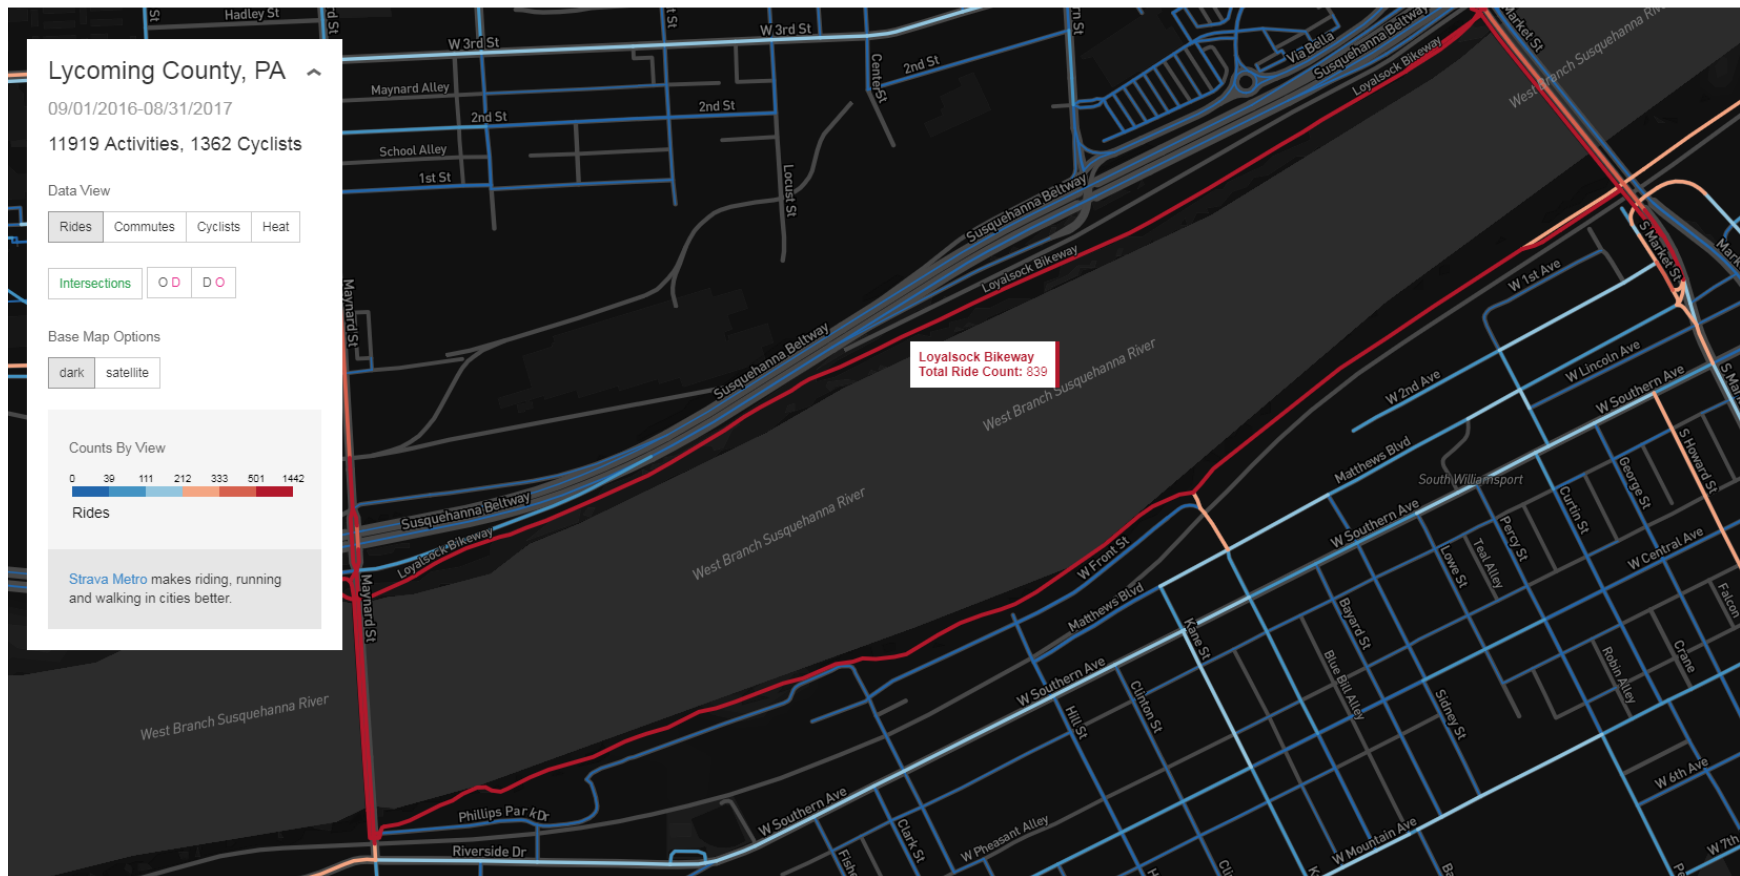 Lycoming County, PA
09/01/2016-08/31/2017
11919 Activities, 1362 Cyclists
Data View
Rides
Commutes
Cyclists
Heat
Intersections
O D
D O
Base Map Options
dark
satellite
Counts By View
0 39 111 212 333 501 1442
Rides
Strava Metro makes riding, running
and walking in cities better.
Hadley St
W 3rd St
W 3rd St
Center St
2nd St
Maynard Alley
2nd St
2nd St
School Alley
1st St
Locust St
Via Bella
Susquehanna Beltway
Susquehanna Beltway
Loyalsock Bikeway
Market St
West Branch Susquehanna River
Susquehanna Beltway
Loyalsock Bikeway
Maynard St
Susquehanna Beltway
Loyalsock Bikeway
Total Ride Count: 839
West Branch Susquehanna River
S Market St
W 1st Ave
W Lincoln Ave
W 2nd Ave
W Southern Ave
Matthews Blvd
South Williamsport
S Howard St
George St
Curtin St
Percy St
Teal Alley
Lowe St
W Southern Ave
W Central Ave
Susquehanna Beltway
Loyalsock Bikeway
Maynard St
West Branch Susquehanna River
W Front St
Matthews Blvd
Kane St
Bayard St
Blue Bill Alley
Sidney St
Robin Alley
Crane
Falcon
W Southern Ave
Clinton St
Hill St
West Branch Susquehanna River
Phillips Park Dr
Riverside Dr
W Southern Ave
Clark St
W Pheasant Alley
W Mountain Ave
W 6th Ave
W 7th